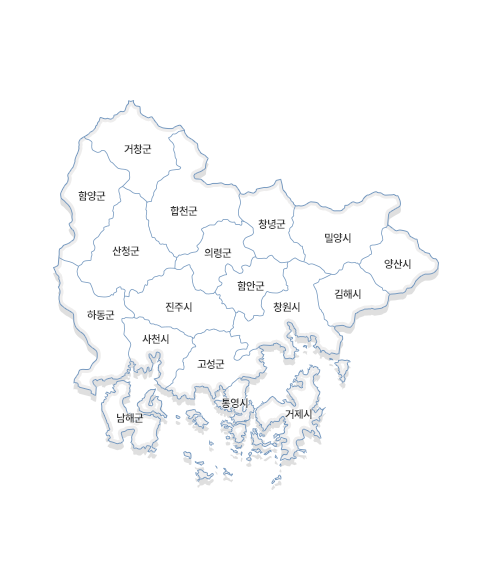 거창군
함양군
합천군
창녕군
밀양시
산청군
의령군
양산시
함안군
김해시
하동군
진주시
창원시
사천시
고성군
통영시
남해군
거제시